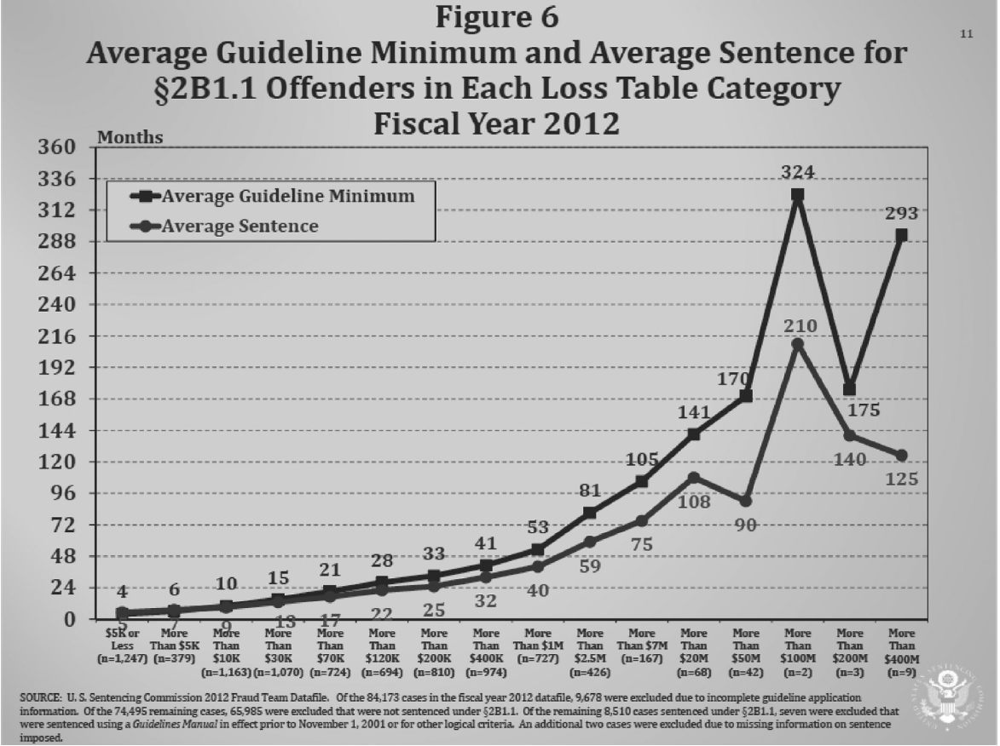 Figure 6
11
Average Guideline Minimum and Average Sentence for
§2B1.1 Offenders in Each Loss Table Category
Fiscal Year 2012
Months
360
336
312
288
264
240
216
192
168
144
120
96
72
48
24
0
Average Guideline Minimum
Average Sentence
4
6
10
15
21
28
33
41
53
81
105
141
170
324
175
293
5
7
9
13
17
22
25
32
40
59
75
108
90
210
140
125
$5K or
Less
(n=1,247)
More
Than $5K
(n=379)
More
Than
$10K
(n=1,163)
More
Than
$30K
(n=1,070)
More
Than
$70K
(n=724)
More
Than
$120K
(n=694)
More
Than
$200K
(n=810)
More
Than
$400K
(n=974)
More
Than $1M
(n=727)
More
Than
$2.5M
(n=426)
More
Than $7M
(n=167)
More
Than
$20M
(n=68)
More
Than
$50M
(n=42)
More
Than
$100M
(n=2)
More
Than
$200M
(n=3)
More
Than
$400M
(n=9)
SOURCE: U. S. Sentencing Commission 2012 Fraud Team Datafile. Of the 84,173 cases in the fiscal year 2012 datafile, 9,678 were excluded due to incomplete guideline application
information. Of the 74,495 remaining cases, 65,985 were excluded that were not sentenced under §2B1.1. Of the remaining 8,510 cases sentenced under §2B1.1, seven were excluded that
were sentenced using a Guidelines Manual in effect prior to November 1, 2001 or for other logical criteria. An additional two cases were excluded due to missing information on sentence
imposed.